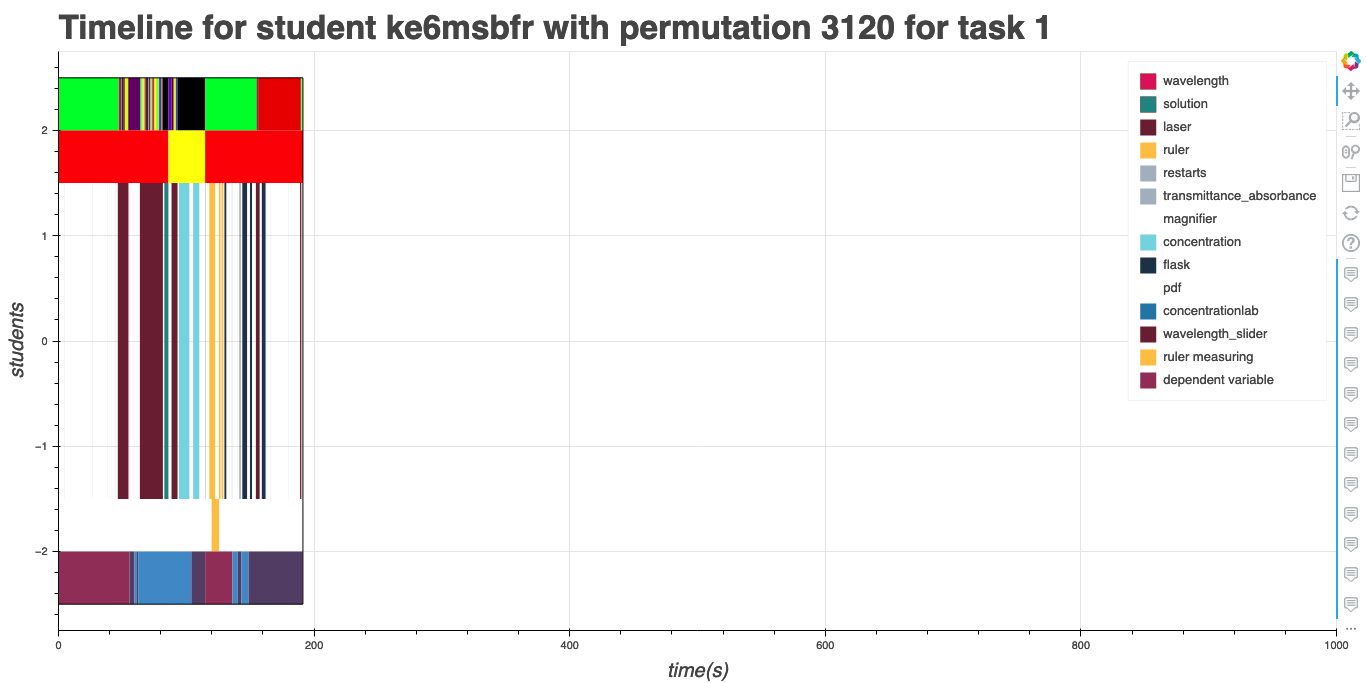 Timeline for student ke6msbfr with permutation 3120 for task 1
wavelength
solution
laser
ruler
restarts
transmittance_absorbance
magnifier
concentration
flask
pdf
concentrationlab
wavelength_slider
ruler measuring
dependent variable
2
1
0
−1
−2
students
0 200 400 600 800 1000
time(s)